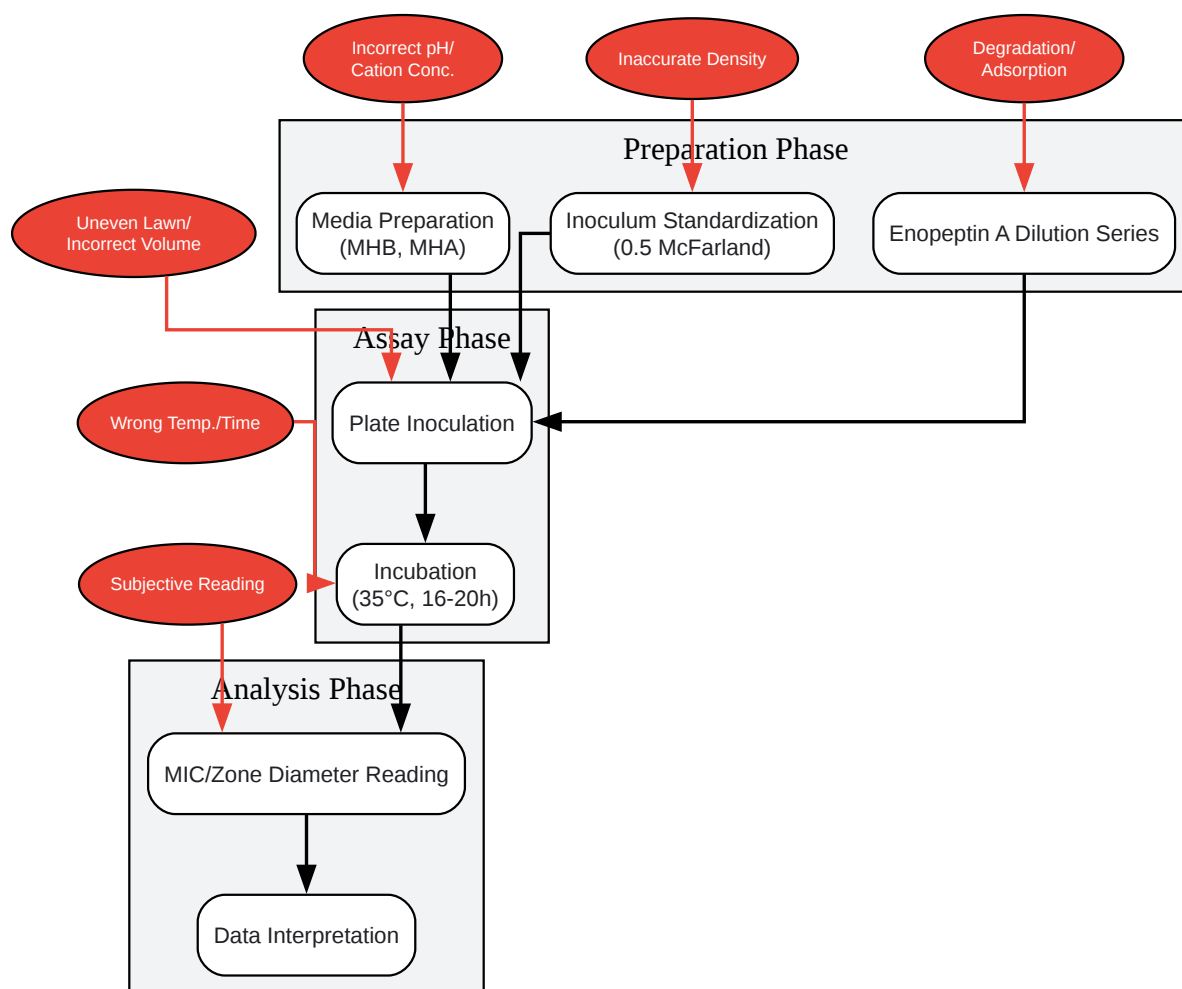 Incorrect pH/
Cation Conc.
Inaccurate Density
Degradation/
Adsorption
Preparation Phase
Media Preparation
(MHB, MHA)
Inoculum Standardization
(0.5 McFarland)
Enopeptin A Dilution Series
Uneven Lawn/
Incorrect Volume
Assay Phase
Wrong Temp./Time
Plate Inoculation
Subjective Reading
Incubation
(35°C, 16-20h)
Analysis Phase
MIC/Zone Diameter Reading
Data Interpretation